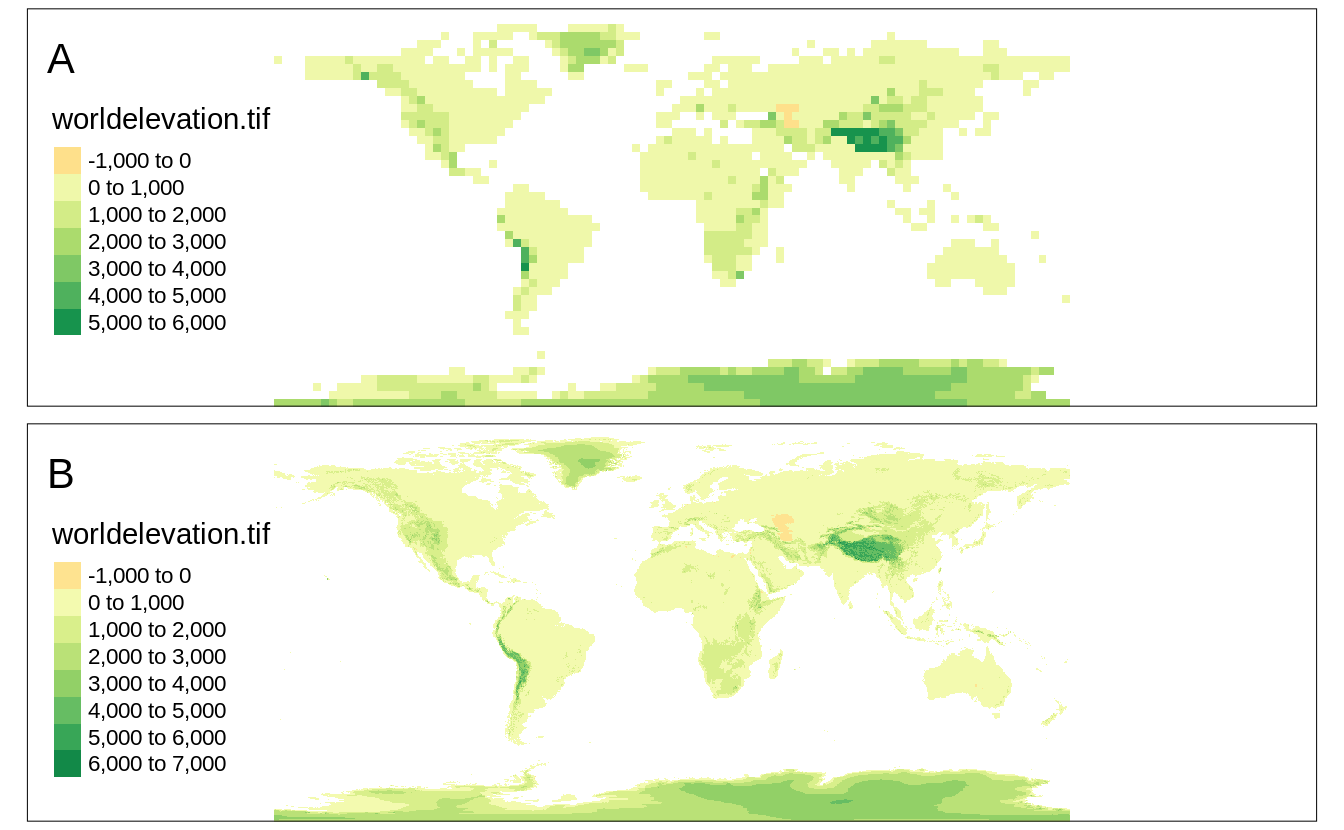 A
worldelevation.tif
-1,000 to 0
0 to 1,000
1,000 to 2,000
2,000 to 3,000
3,000 to 4,000
4,000 to 5,000
5,000 to 6,000
B
worldelevation.tif
-1,000 to 0
0 to 1,000
1,000 to 2,000
2,000 to 3,000
3,000 to 4,000
4,000 to 5,000
5,000 to 6,000
6,000 to 7,000